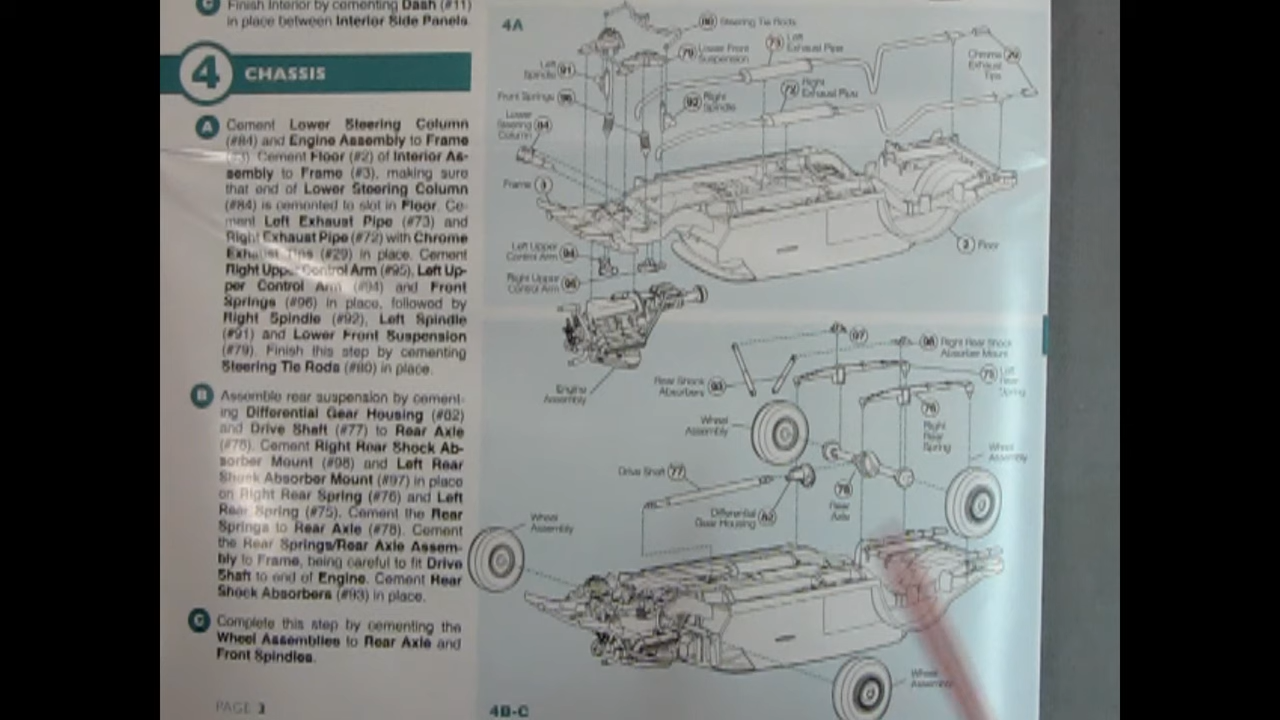 C Finish Interior by cementing Dash (#11)
in place between Interior Side Panels.
4 CHASSIS
A Cement Lower Steering Column
(#84) and Engine Assembly to Frame
(#3). Cement Floor (#2) of Interior As-
sembly to Frame (#3), making sure
that end of Lower Steering Column
(#84) is cemented to slot in Floor. Ce-
ment Left Exhaust Pipe (#73) and
Right Exhaust Pipe (#72) with Chrome
Exhaust Tips (#29) in place. Cement
Right Upper Control Arm (#95), Left Up-
per Control Arm (#94) and Front
Springs (#96) in place, followed by
Right Spindle (#92), Left Spindle
(#91) and Lower Front Suspension
(#79). Finish this step by cementing
Steering Tie Rods (#80) in place.
B Assemble rear suspension by cement-
ing Differential Gear Housing (#82)
and Drive Shaft (#77) to Rear Axle
(#78). Cement Right Rear Shock Ab-
sorber Mount (#98) and Left Rear
Shock Absorber Mount (#97) in place
on Right Rear Spring (#76) and Left
Rear Spring (#75). Cement the Rear
Springs to Rear Axle (#78). Cement
the Rear Springs/Rear Axle Assem-
bly to Frame, being careful to fit Drive
Shaft to end of Engine. Cement Rear
Shock Absorbers (#93) in place.
C Complete this step by cementing the
Wheel Assemblies to Rear Axle and
Front Spindles.
PAGE 3
4A
80 Steering Tie Rods
79 Lower Front
Suspension
73 Left
Exhaust Pipe
72 Right
Exhaust Pipe
Chrome 29
Exhaust
Tips
Left
Spindle 91
Front Springs 96
92 Right
Spindle
Lower
Steering 84
Column
Frame 3
2 Floor
Left Upper
Control Arm 94
Right Upper
Control Arm 95
Engine
Assembly
97
98 Right Rear Shock
Absorber Mount
Rear Shock
Absorbers 93
75 Left
Rear
Spring
76
Right
Rear
Spring
Wheel
Assembly
Wheel
Assembly
Drive Shaft 77
Differential
Gear Housing 82
78
Rear
Axle
Wheel
Assembly
Wheel
Assembly
4B-C